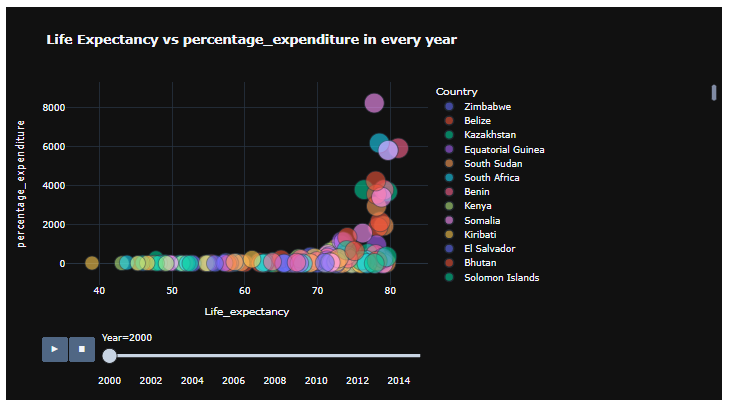 Life Expectancy vs percentage_expenditure in every year
Country
Zimbabwe
Belize
Kazakhstan
Equatorial Guinea
South Sudan
South Africa
Benin
Kenya
Somalia
Kiribati
El Salvador
Bhutan
Solomon Islands
percentage_expenditure
8000
6000
4000
2000
0
40 50 60 70 80
Life_expectancy
Year=2000
2000 2002 2004 2006 2008 2010 2012 2014